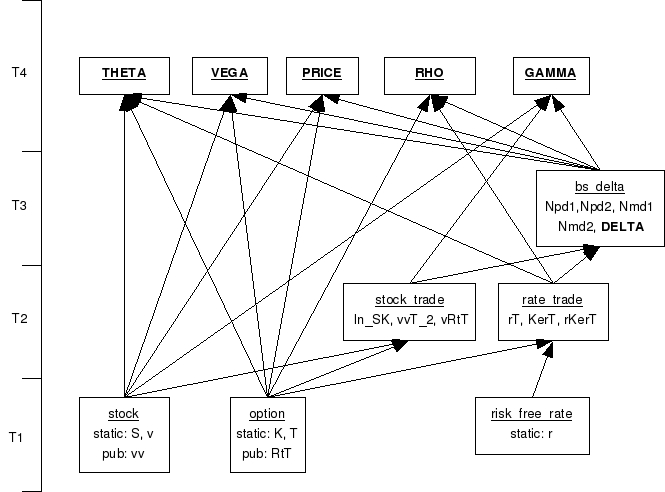 T4
THETA
VEGA
PRICE
RHO
GAMMA
T3
bs_delta
Npd1,Npd2, Nmd1
Nmd2, DELTA
T2
stock_trade
ln_SK, vvT_2, vRtT
rate_trade
rT, KerT, rKerT
T1
stock
static: S, v
pub: vv
option
static: K, T
pub: RtT
risk_free_rate
static: r